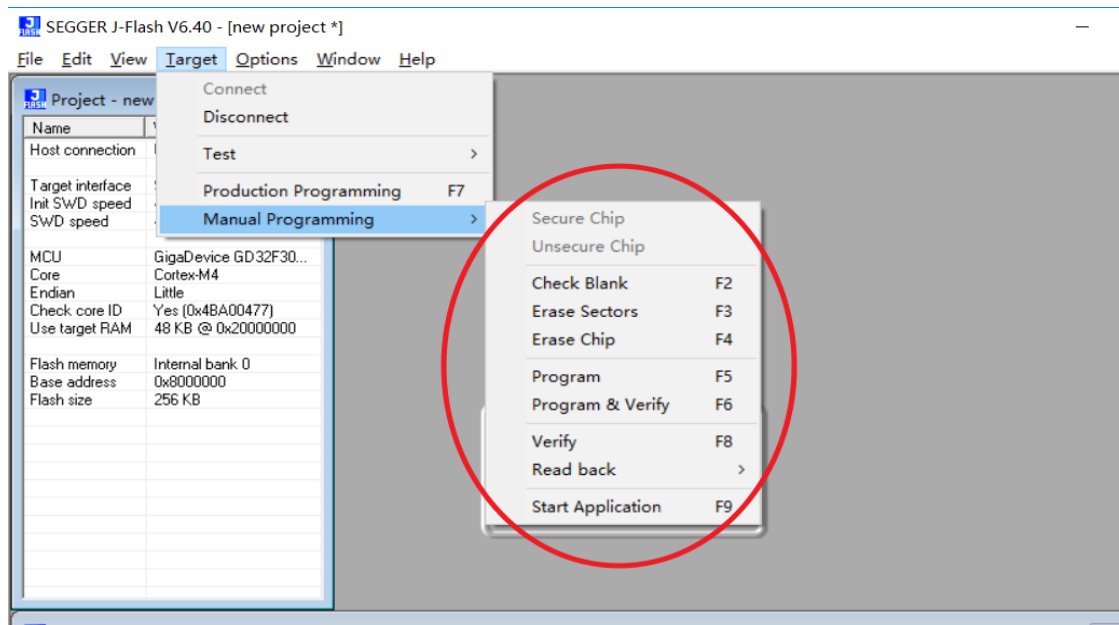 SEGGER J-Flash V6.40 - [new project *]
File Edit View Target Options Window Help
Project - new
Name
Host connection
Target interface
Init SWD speed
SWD speed
MCU GigaDevice GD32F30...
Core Cortex-M4
Endian Little
Check core ID Yes (0x4BA00477)
Use target RAM 48 KB @ 0x20000000
Flash memory Internal bank 0
Base address 0x8000000
Flash size 256 KB
Connect
Disconnect
Test
Production Programming F7
Manual Programming
Secure Chip
Unsecure Chip
Check Blank F2
Erase Sectors F3
Erase Chip F4
Program F5
Program & Verify F6
Verify F8
Read back
Start Application F9